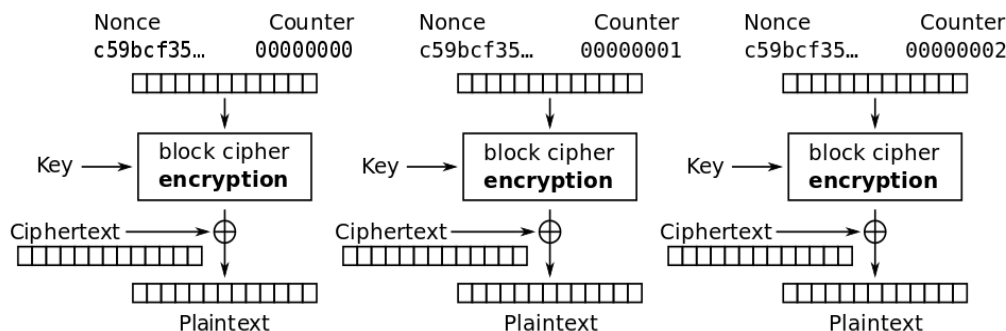 Nonce Counter Nonce Counter Nonce Counter
c59bcf35… 00000000 c59bcf35… 00000001 c59bcf35… 00000002
block cipher block cipher block cipher
Key Key Key
encryption encryption encryption
Ciphertext Ciphertext Ciphertext
Plaintext Plaintext Plaintext